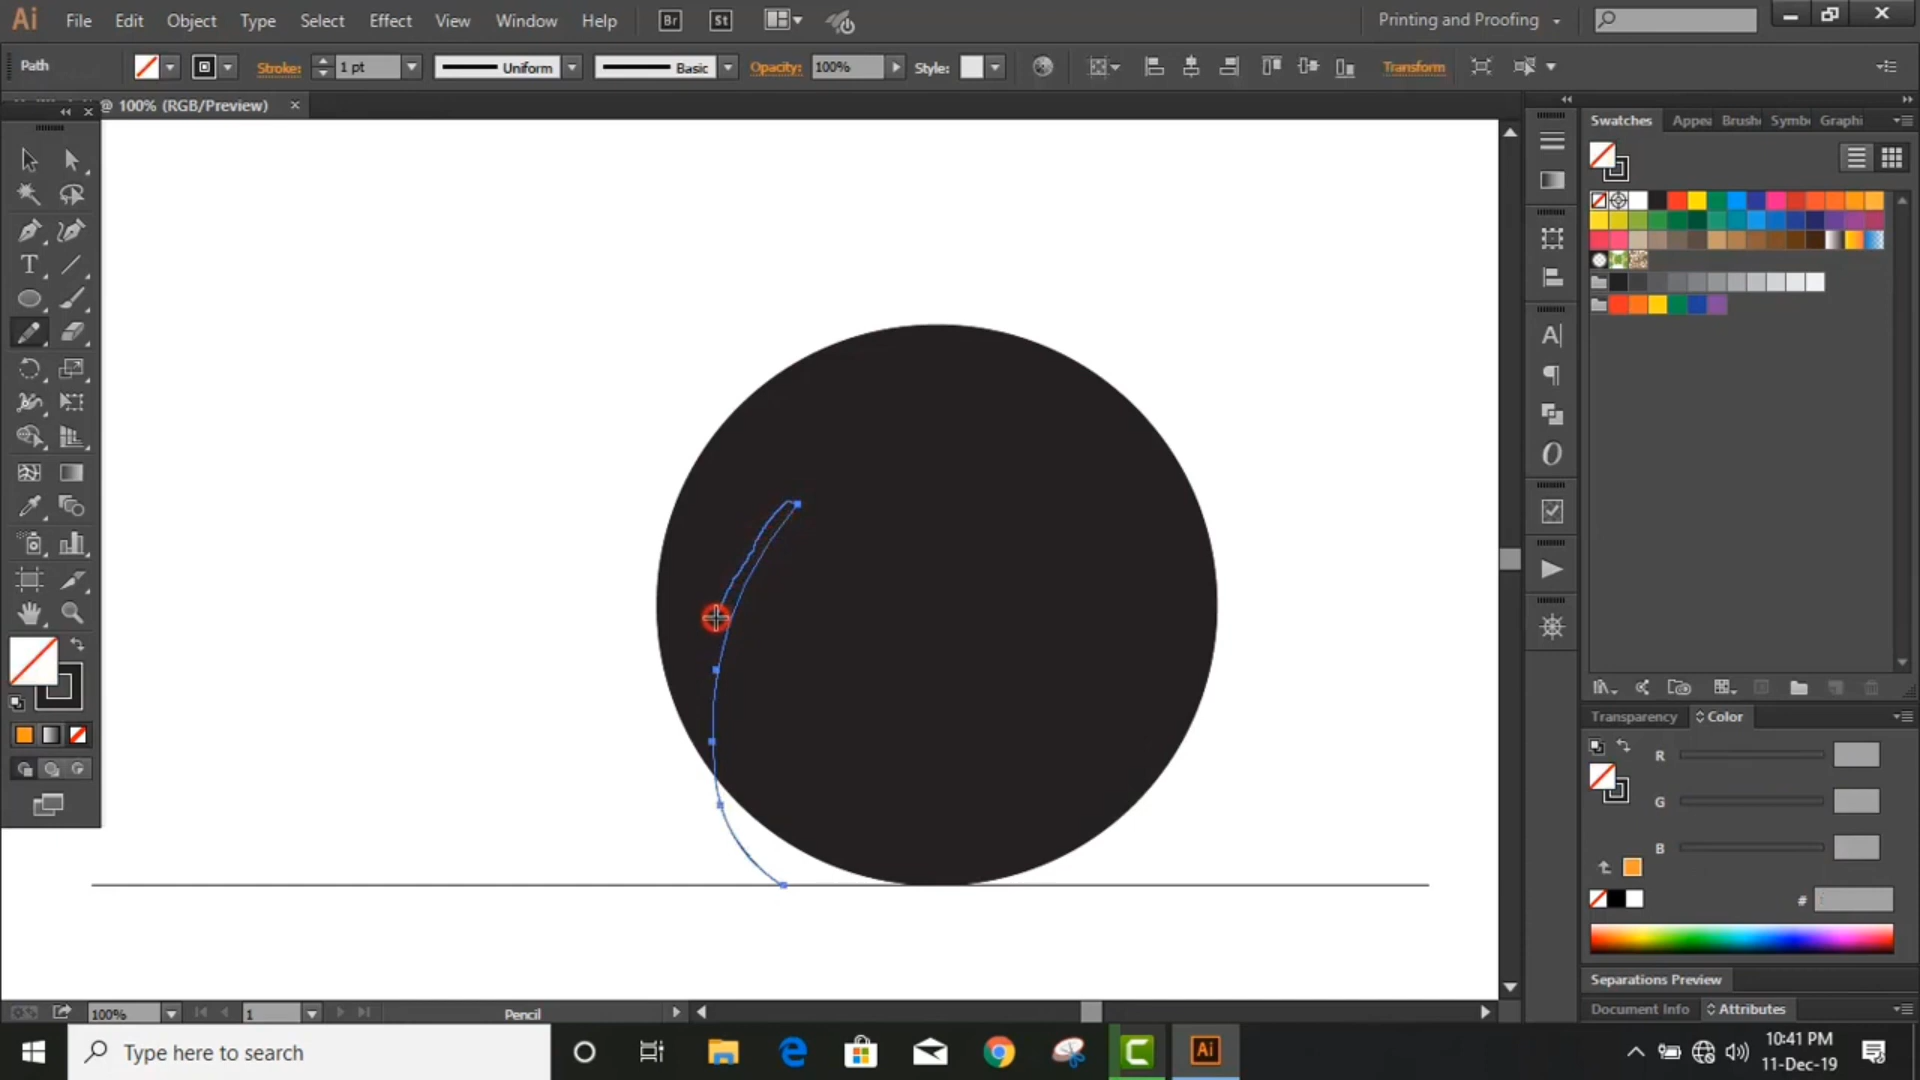 Ai File Edit Object Type Select Effect View Window Help Br St Printing and Proofing
Path Stroke: 1 pt Uniform Basic Opacity: 100% Style: Transform
@ 100% (RGB/Preview)
Swatches Appea Brush Symb Graphi
Transparency Color
R
G
B
#
Separations Preview
Document Info Attributes
100% 1 Pencil
Type here to search
Ai
10:41 PM
11-Dec-19